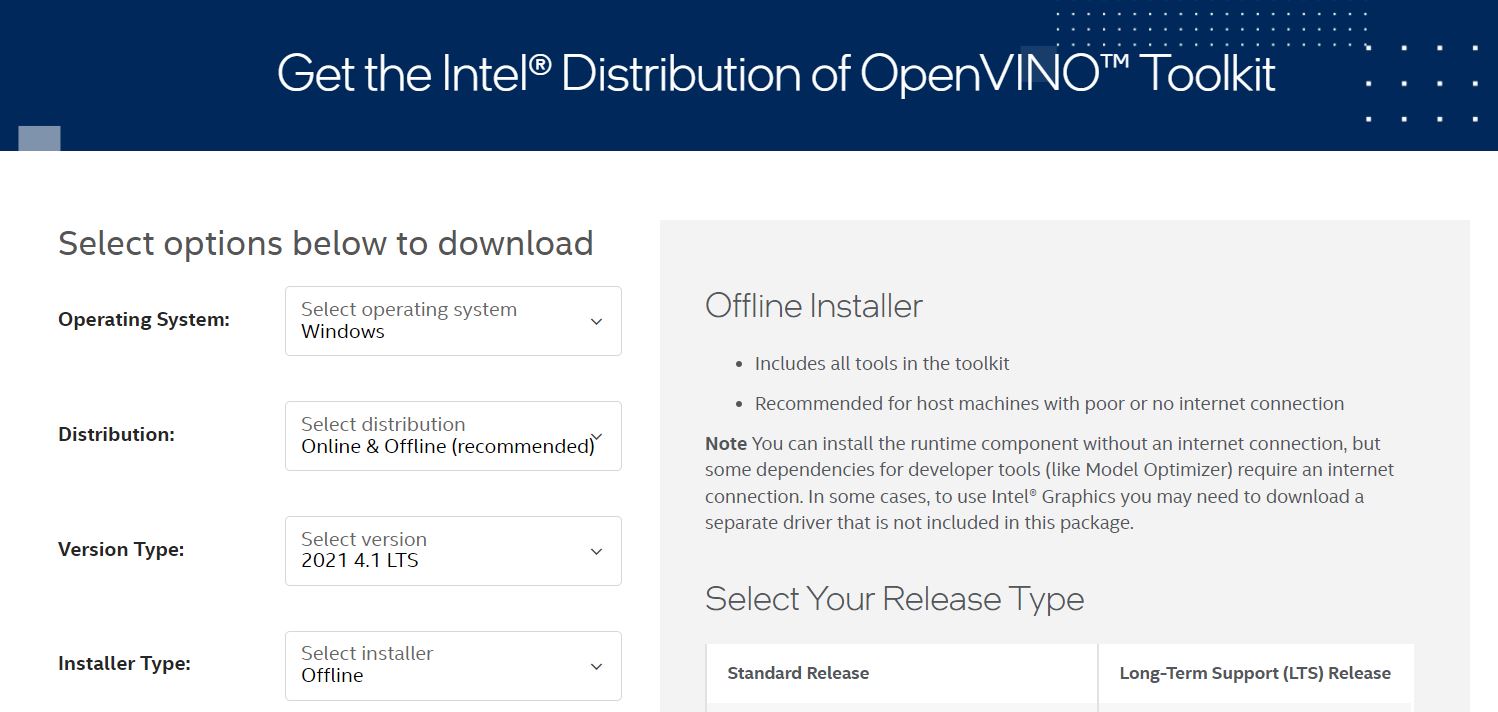 Get the Intel® Distribution of OpenVINO™ Toolkit
Select options below to download
Operating System:
Select operating system
Windows
Distribution:
Select distribution
Online & Offline (recommended)
Version Type:
Select version
2021 4.1 LTS
Installer Type:
Select installer
Offline
Offline Installer
• Includes all tools in the toolkit
• Recommended for host machines with poor or no internet connection
Note You can install the runtime component without an internet connection, but
some dependencies for developer tools (like Model Optimizer) require an internet
connection. In some cases, to use Intel® Graphics you may need to download a
separate driver that is not included in this package.
Select Your Release Type
Standard Release
Long-Term Support (LTS) Release